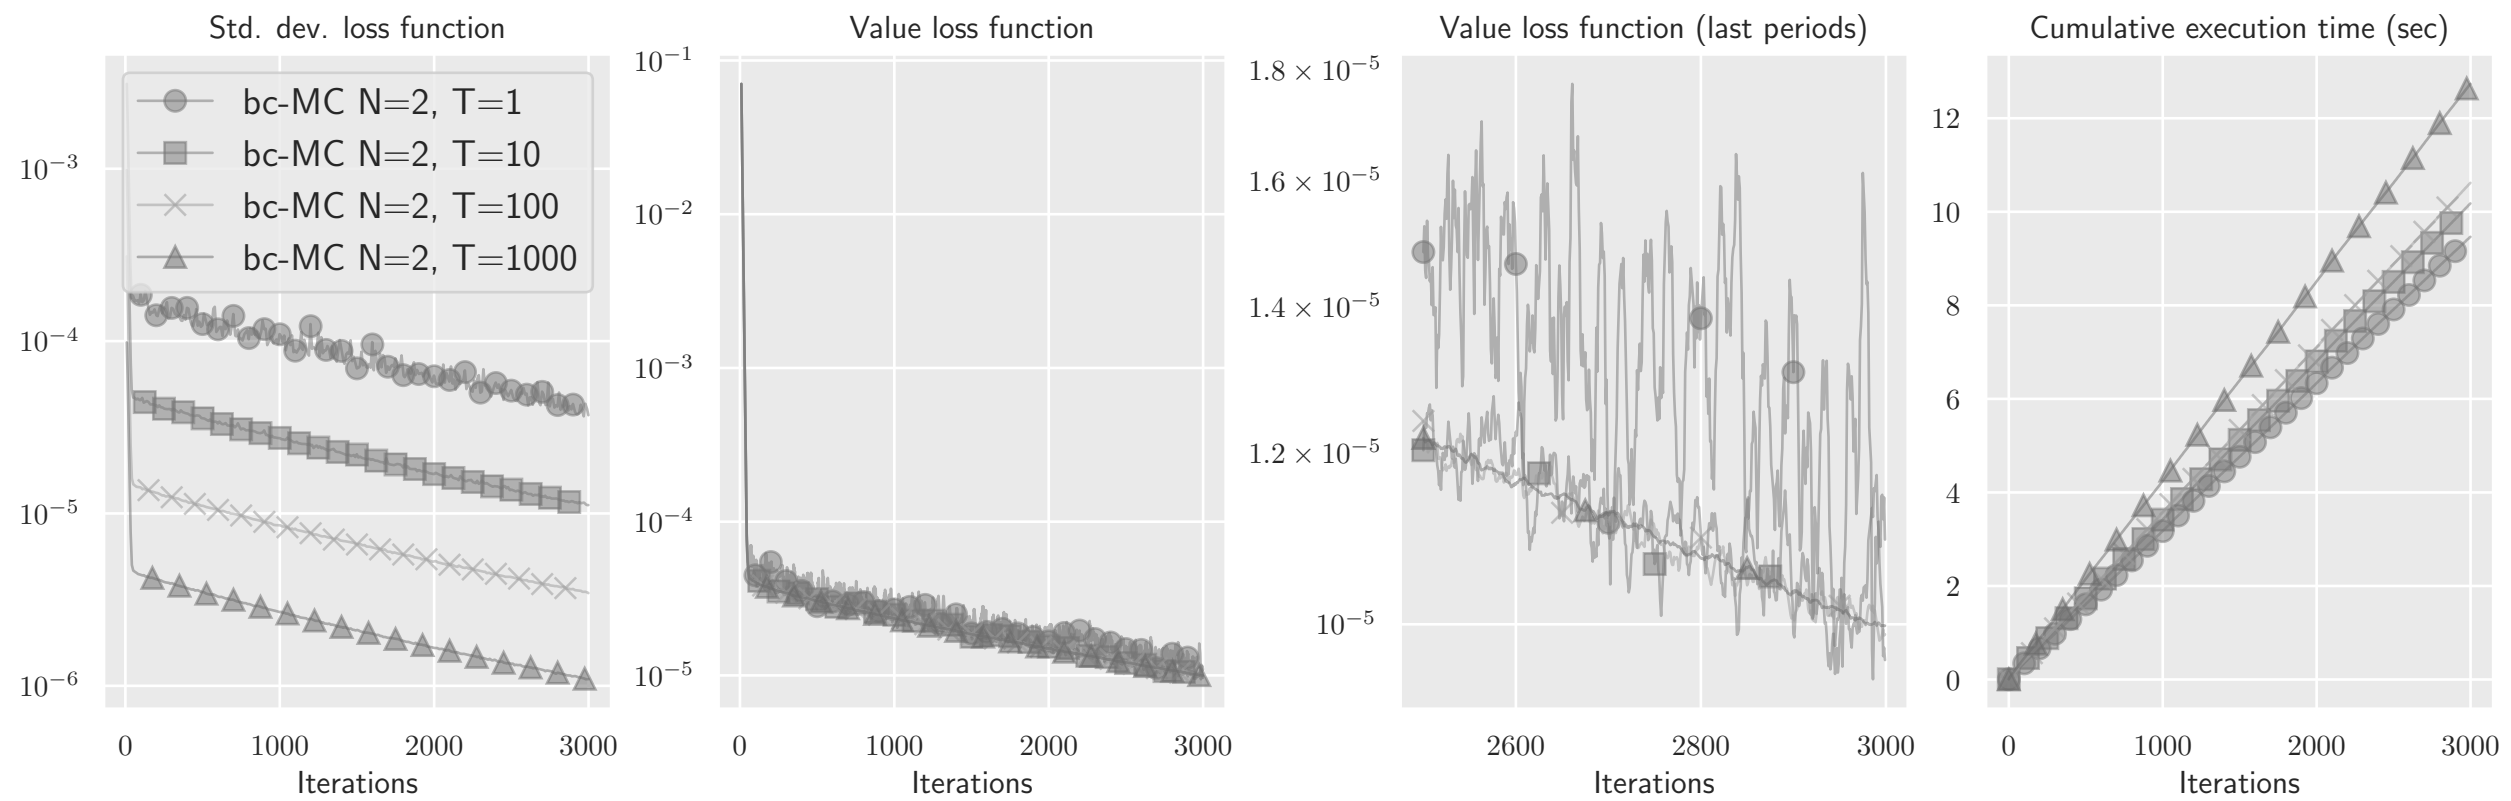 Std. dev. loss function
bc-MC N=2, T=1
bc-MC N=2, T=10
bc-MC N=2, T=100
bc-MC N=2, T=1000
10⁻³
10⁻⁴
10⁻⁵
10⁻⁶
0 1000 2000 3000
Iterations
Value loss function
10⁻¹
10⁻²
10⁻³
10⁻⁴
10⁻⁵
0 1000 2000 3000
Iterations
Value loss function (last periods)
1.8 × 10⁻⁵
1.6 × 10⁻⁵
1.4 × 10⁻⁵
1.2 × 10⁻⁵
10⁻⁵
2600 2800 3000
Iterations
Cumulative execution time (sec)
12
10
8
6
4
2
0
0 1000 2000 3000
Iterations